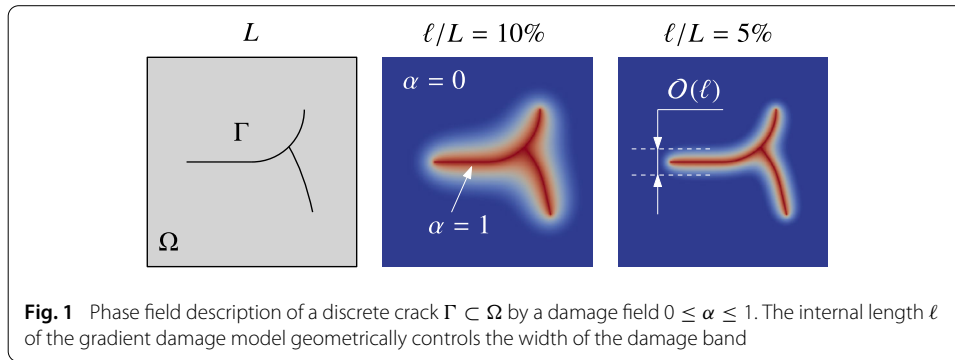 L
ℓ/L = 10%
ℓ/L = 5%
Γ
Ω
α = 0
α = 1
O(ℓ)
Fig. 1 Phase field description of a discrete crack Γ ⊂ Ω by a damage field 0 ≤ α ≤ 1. The internal length ℓ
of the gradient damage model geometrically controls the width of the damage band